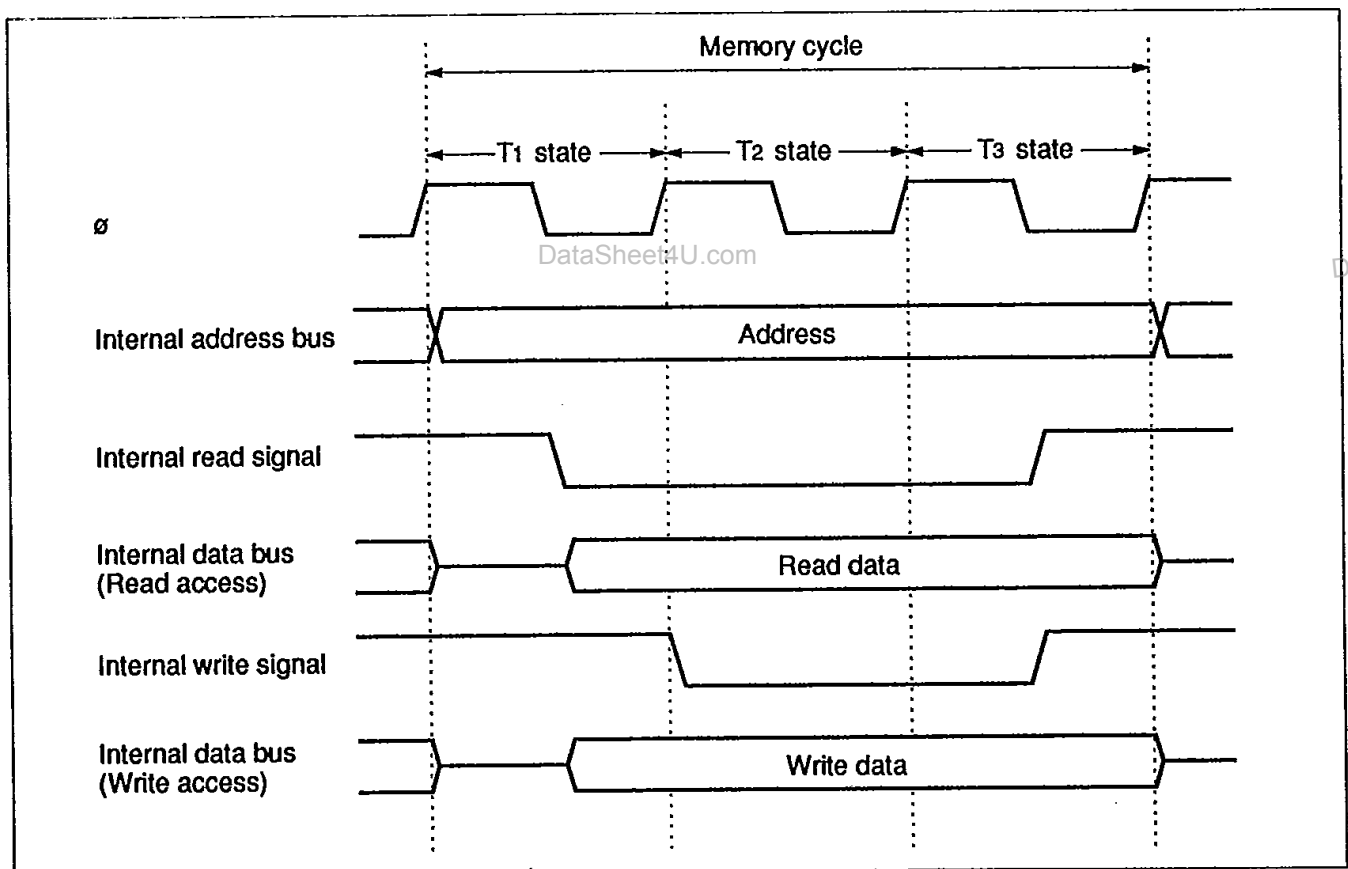 Memory cycle
T1 state T2 state T3 state
ø
DataSheet4U.com
D
Internal address bus
Address
Internal read signal
Internal data bus
(Read access)
Read data
Internal write signal
Internal data bus
(Write access)
Write data